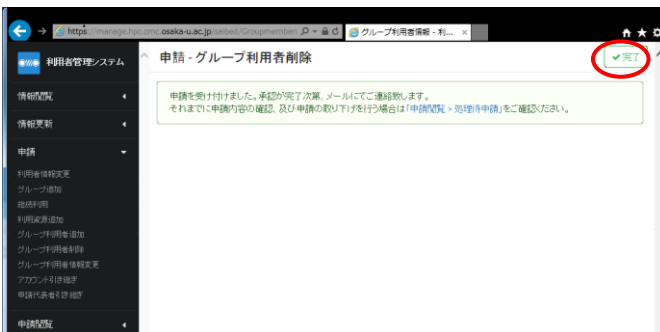 https://manage.hpc.cmc.osaka-u.ac.jp/saibed/Groupmember/
グループ利用者情報 - 利... ×
利用者管理システム
申請 - グループ利用者削除
✔完了
申請を受け付けました。承認が完了次第、メールにてご連絡致します。
それまでに申請内容の確認、及び申請の取り下げを行う場合は「申請閲覧 > 処理待申請」をご確認ください。
情報閲覧
情報更新
申請
利用者情報変更
グループ追加
継続利用
利用資源追加
グループ利用者追加
グループ利用者削除
グループ利用者情報変更
アカウント引き継ぎ
申請代表者引き継ぎ
申請閲覧